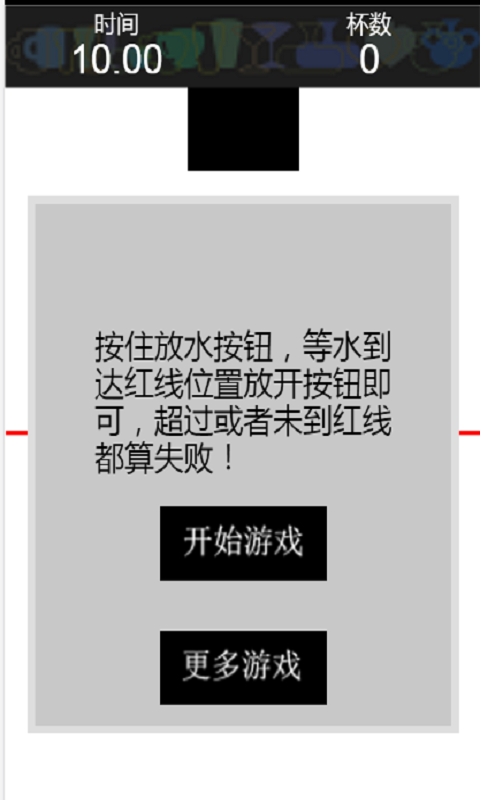 时间
杯数
10.00
0
按住放水按钮，等水到
达红线位置放开按钮即
可，超过或者未到红线
都算失败！
开始游戏
更多游戏